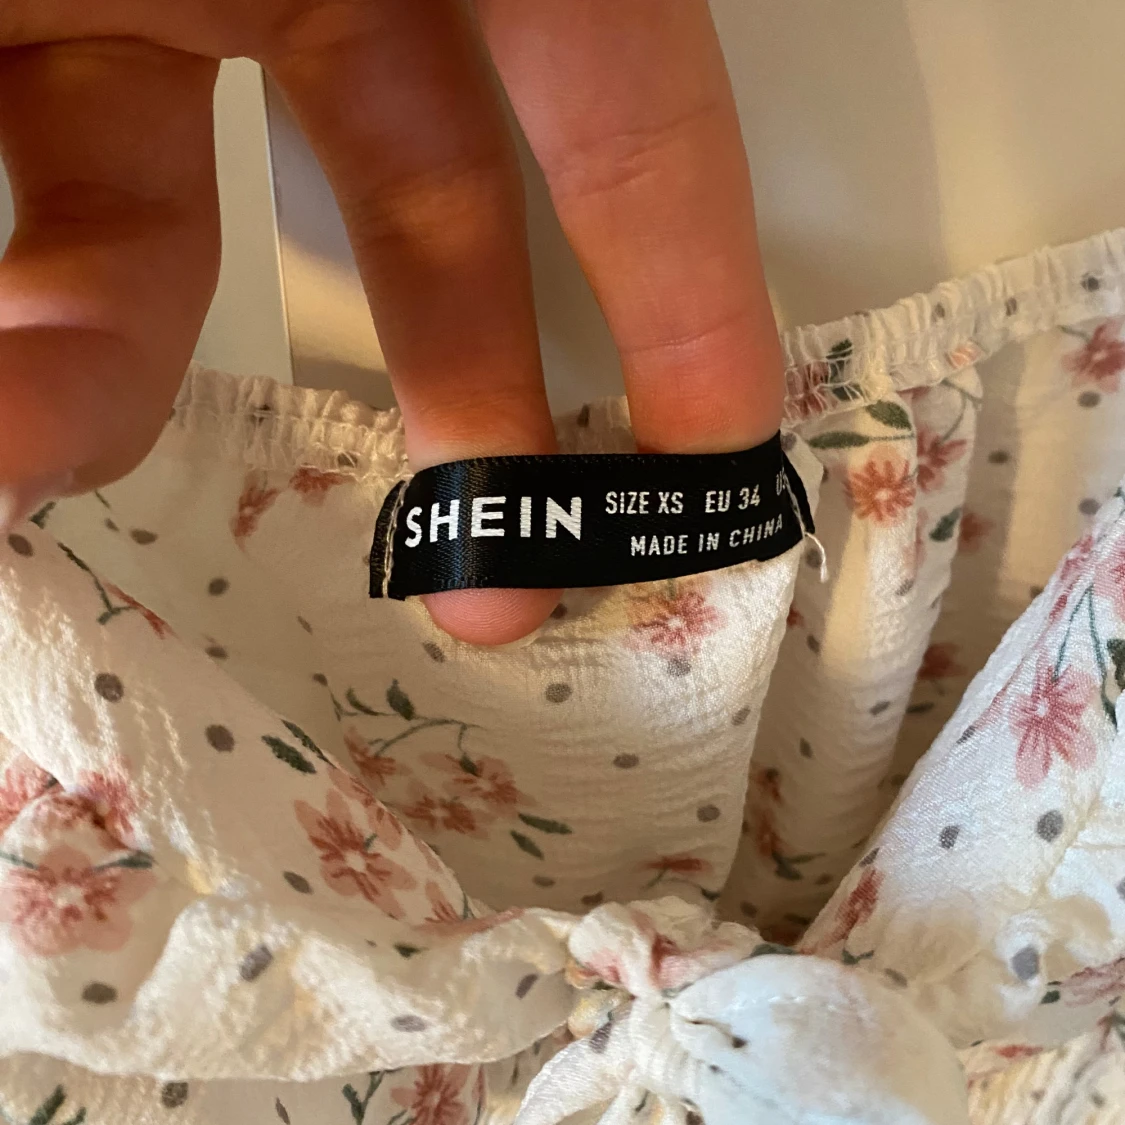 SHEIN
SIZE XS EU 34
MADE IN CHINA